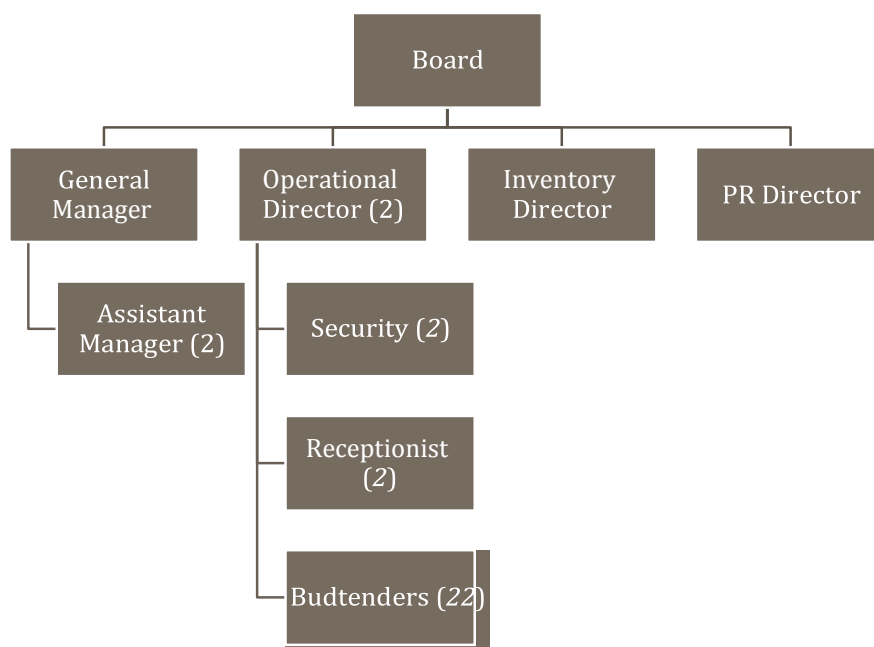 Board
General
Manager
Operational
Director (2)
Inventory
Director
PR Director
Assistant
Manager (2)
Security (2)
Receptionist
(2)
Budtenders (22)